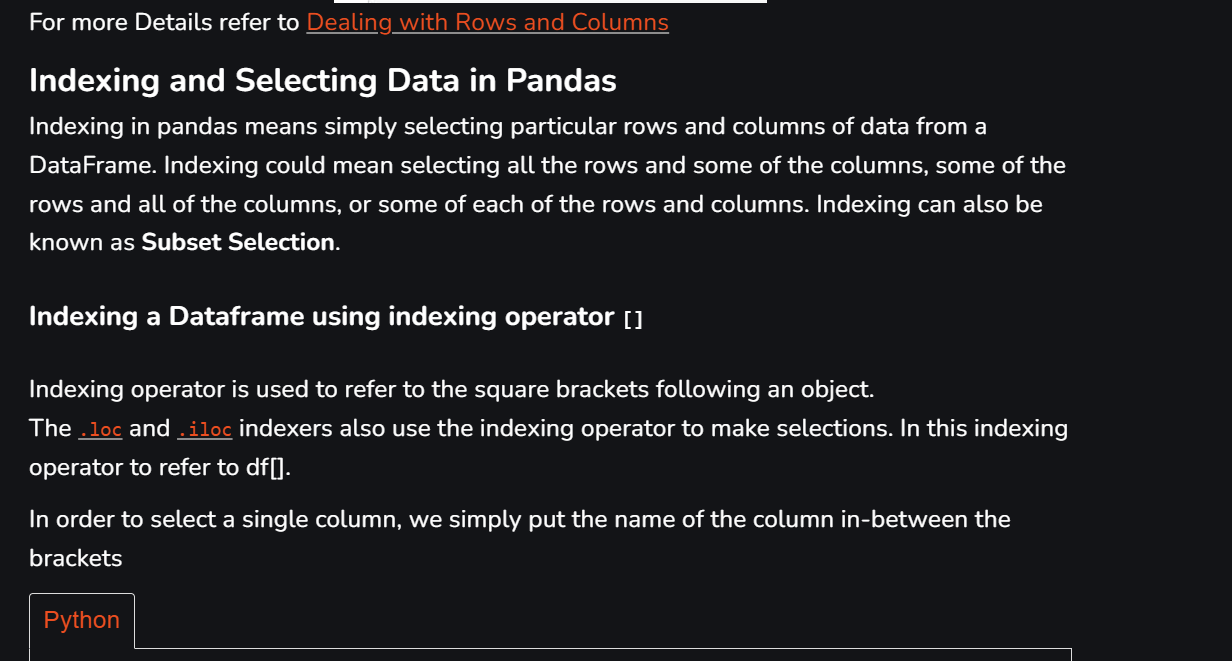 For more Details refer to Dealing with Rows and Columns
Indexing and Selecting Data in Pandas
Indexing in pandas means simply selecting particular rows and columns of data from a
DataFrame. Indexing could mean selecting all the rows and some of the columns, some of the
rows and all of the columns, or some of each of the rows and columns. Indexing can also be
known as Subset Selection.
Indexing a Dataframe using indexing operator []
Indexing operator is used to refer to the square brackets following an object.
The .loc and .iloc indexers also use the indexing operator to make selections. In this indexing
operator to refer to df[].
In order to select a single column, we simply put the name of the column in-between the
brackets
Python